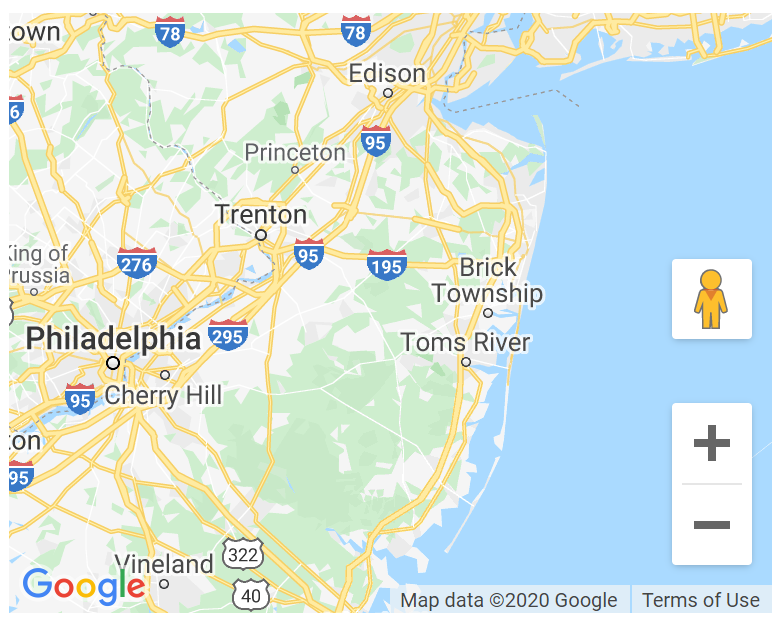 own
78
78
Edison
6
95
Princeton
Trenton
King of
Prussia
276
95
195
Brick
Township
Philadelphia
295
Toms River
95
Cherry Hill
on
95
322
Vineland
40
Google
Map data ©2020 Google
Terms of Use